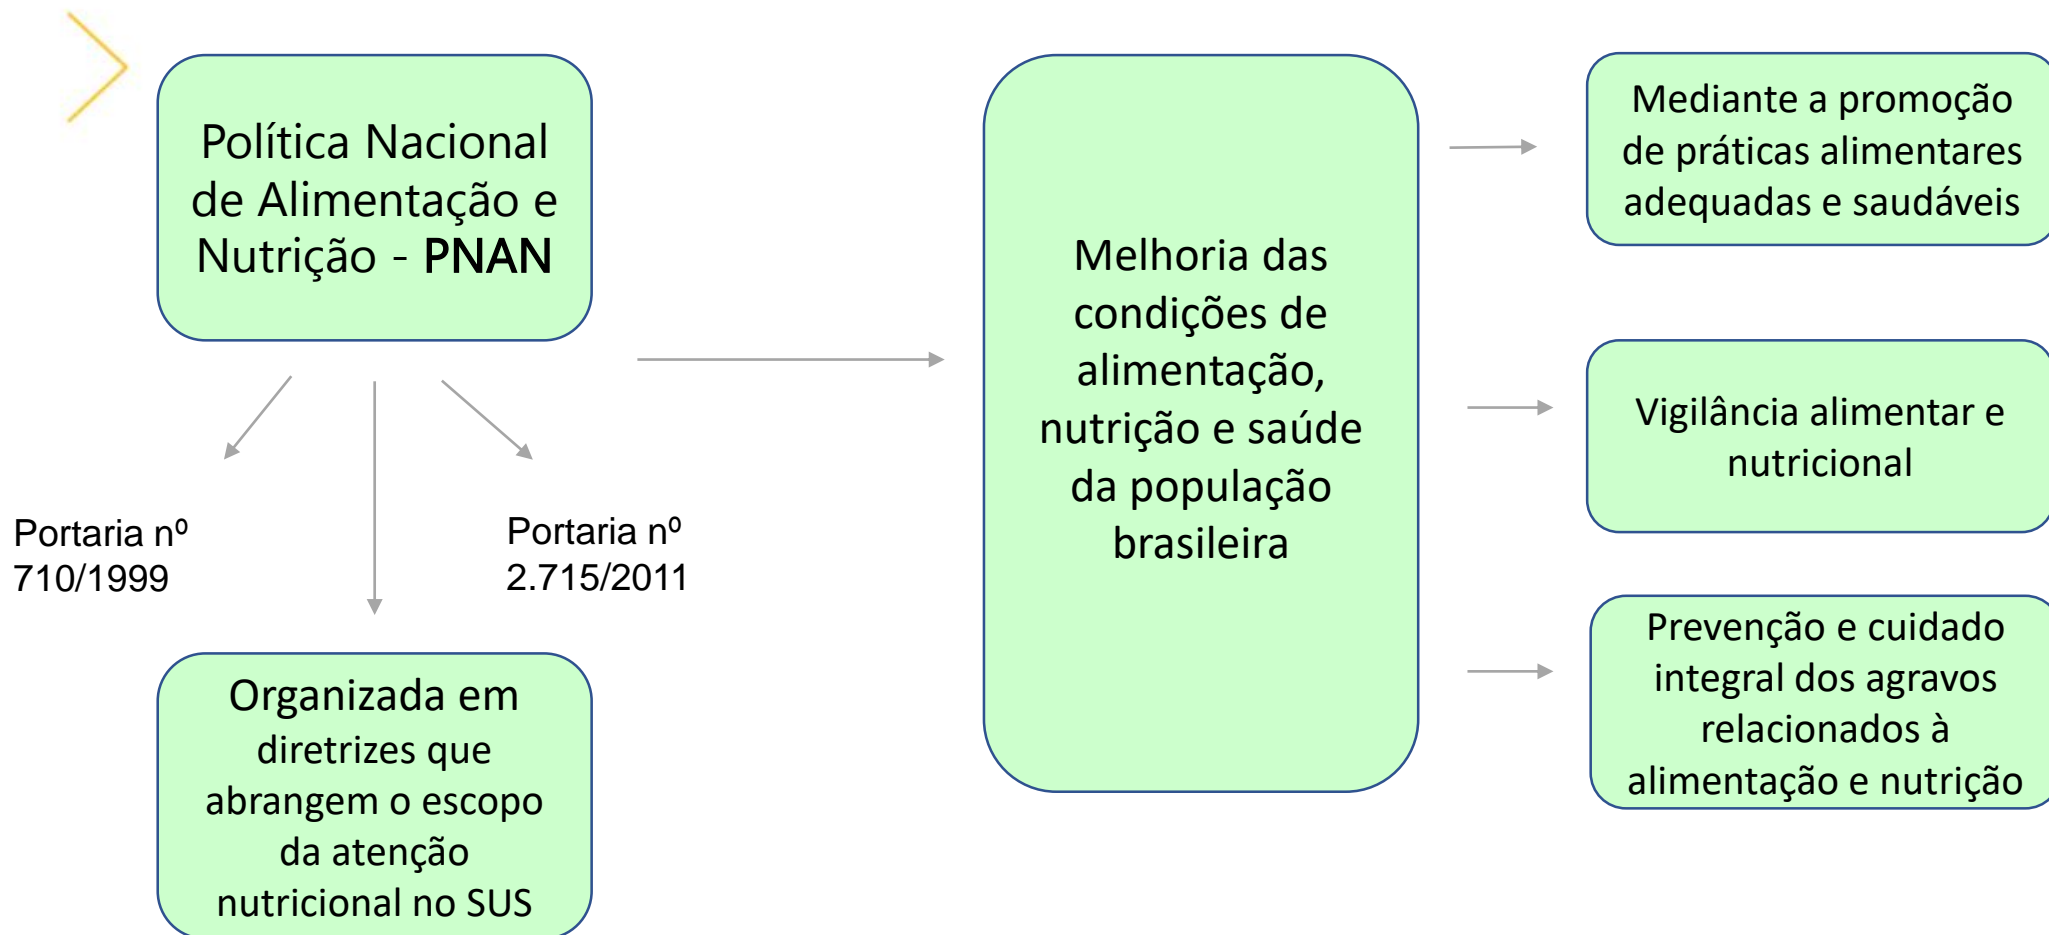 Política Nacional
de Alimentação e
Nutrição - PNAN
Portaria nº
710/1999
Portaria nº
2.715/2011
Organizada em
diretrizes que
abrangem o escopo
da atenção
nutricional no SUS
Melhoria das
condições de
alimentação,
nutrição e saúde
da população
brasileira
Mediante a promoção
de práticas alimentares
adequadas e saudáveis
Vigilância alimentar e
nutricional
Prevenção e cuidado
integral dos agravos
relacionados à
alimentação e nutrição